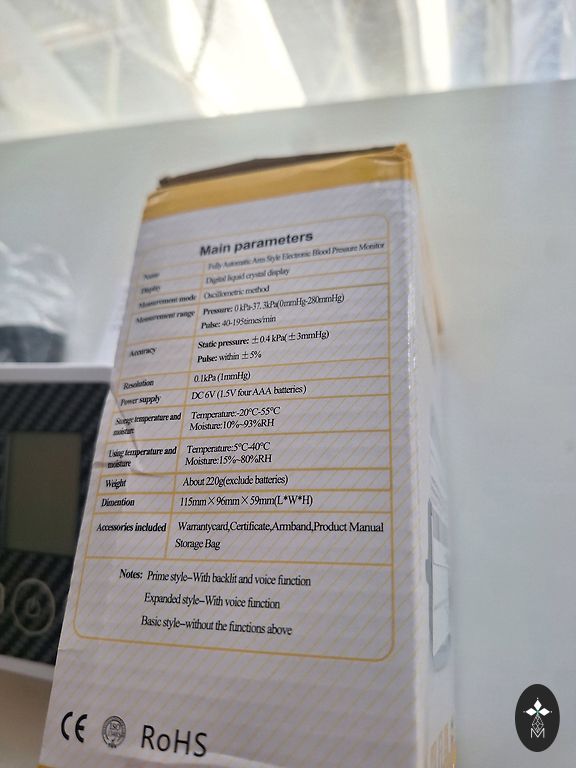 Main parameters
Name Fully Automatic Arm Style Electronic Blood Pressure Monitor
Display Digital liquid crystal display
Measurement mode Oscillometric method
Measurement range Pressure: 0 kPa-37.3kPa(0mmHg-280mmHg)
Pulse: 40-195times/min
Accuracy Static pressure: ±0.4 kPa(±3mmHg)
Pulse: within ±5%
Resolution 0.1kPa (1mmHg)
Power supply DC 6V (1.5V four AAA batteries)
Storage temperature and Temperature:-20°C-55°C
moisture Moisture:10%~93%RH
Using temperature and Temperature:5°C-40°C
moisture Moisture:15%~80%RH
Weight About 220g(exclude batteries)
Dimention 115mm×96mm×59mm(L*W*H)
Accessories included Warrantycard,Certificate,Armband,Product Manual
Storage Bag
Notes: Prime style--With backlit and voice function
Expanded style--With voice function
Basic style--without the functions above
CE ISO RoHS
M